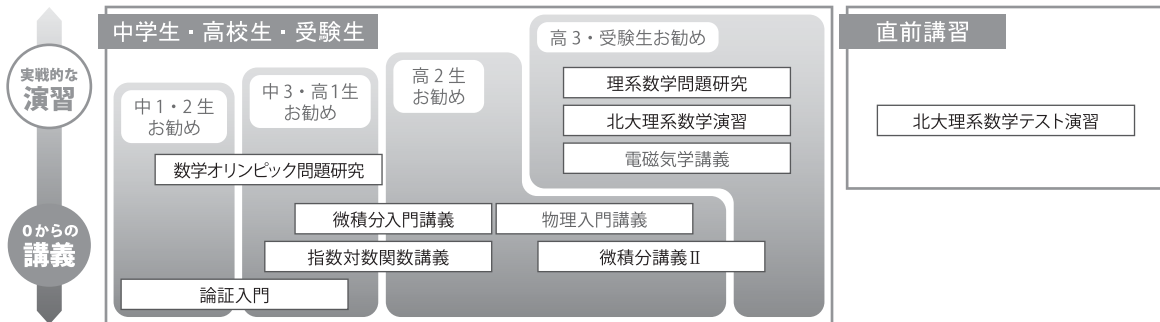 実戦的な
演習
0からの
講義
中学生・高校生・受験生
中1・2生
お勧め
中3・高1生
お勧め
高2生
お勧め
高3・受験生お勧め
理系数学問題研究
北大理系数学演習
電磁気学講義
数学オリンピック問題研究
微積分入門講義
物理入門講義
指数対数関数講義
微積分講義Ⅱ
論証入門
直前講習
北大理系数学テスト演習